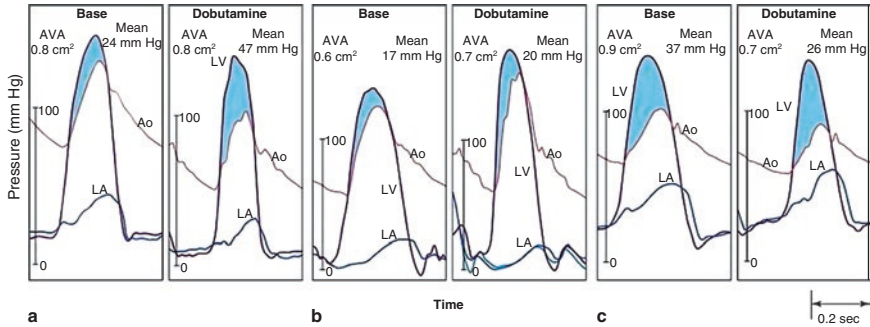 Base
AVA
0.8 cm²
Mean
24 mm Hg
100
Ao
LA
0
a
Dobutamine
AVA
0.8 cm²
Mean
47 mm Hg
LV
100
LA
0
Base
AVA
0.6 cm²
Mean
17 mm Hg
100
Ao
LV
LA
0
b
Dobutamine
AVA
0.7 cm²
Mean
20 mm Hg
100
Ao
LV
LA
0
Base
AVA
0.9 cm²
Mean
37 mm Hg
LV
100
Ao
LA
0
c
Dobutamine
AVA
0.7 cm²
Mean
26 mm Hg
LV
100
Ao
LA
0
Pressure (mm Hg)
Time
0.2 sec